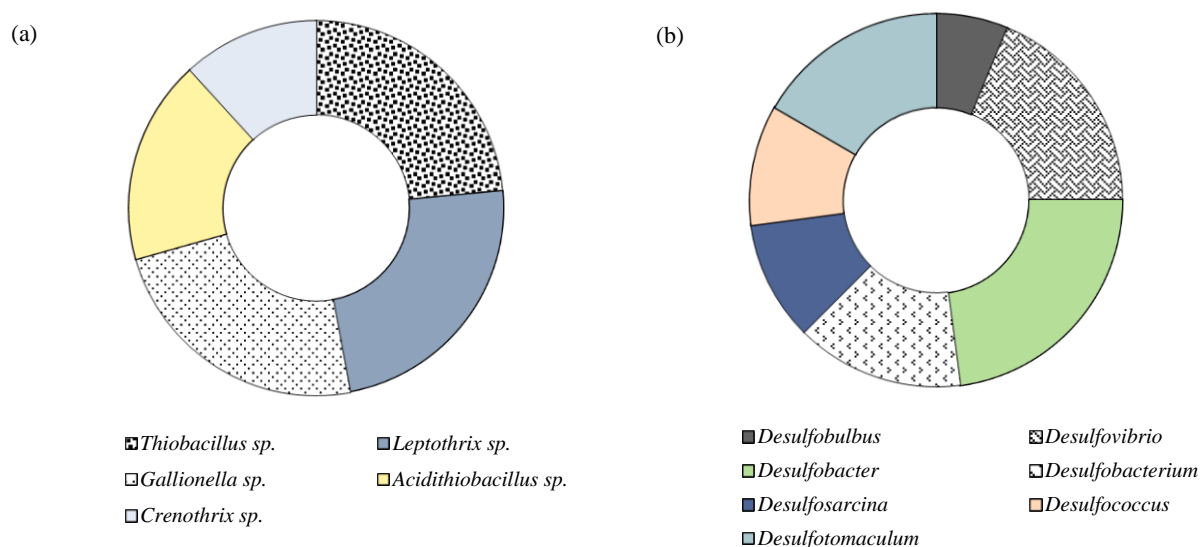 (a)
Thiobacillus sp.
Leptothrix sp.
Gallionella sp.
Acidithiobacillus sp.
Crenothrix sp.
(b)
Desulfobulbus
Desulfovibrio
Desulfobacter
Desulfobacterium
Desulfosarcina
Desulfococcus
Desulfotomaculum